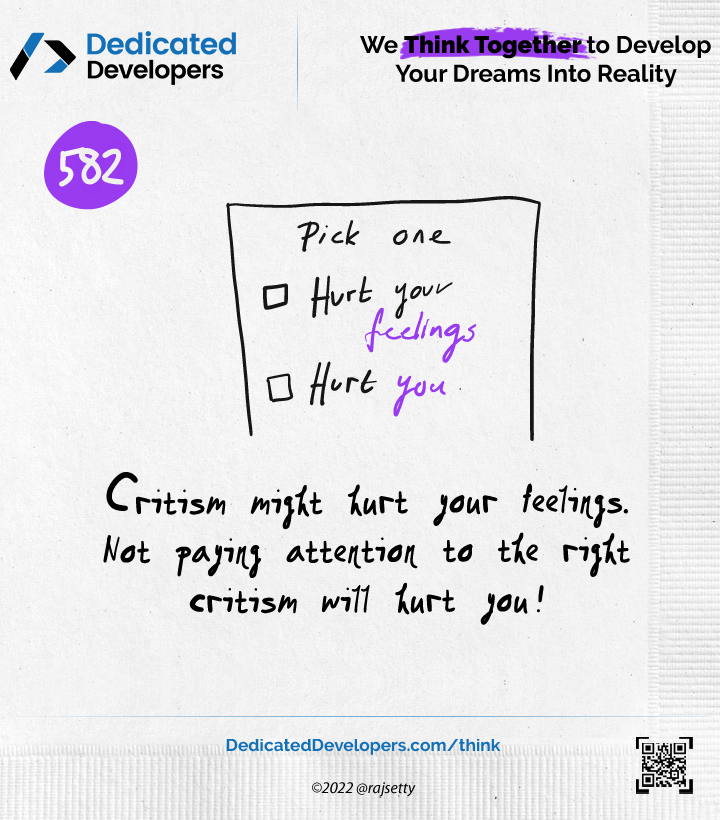 Dedicated
Developers
We Think Together to Develop
Your Dreams Into Reality
582
Pick one
Hurt your
feelings
Hurt you
Critism might hurt your feelings.
Not paying attention to the right
critism will hurt you!
DedicatedDevelopers.com/think
©2022 @rajsetty